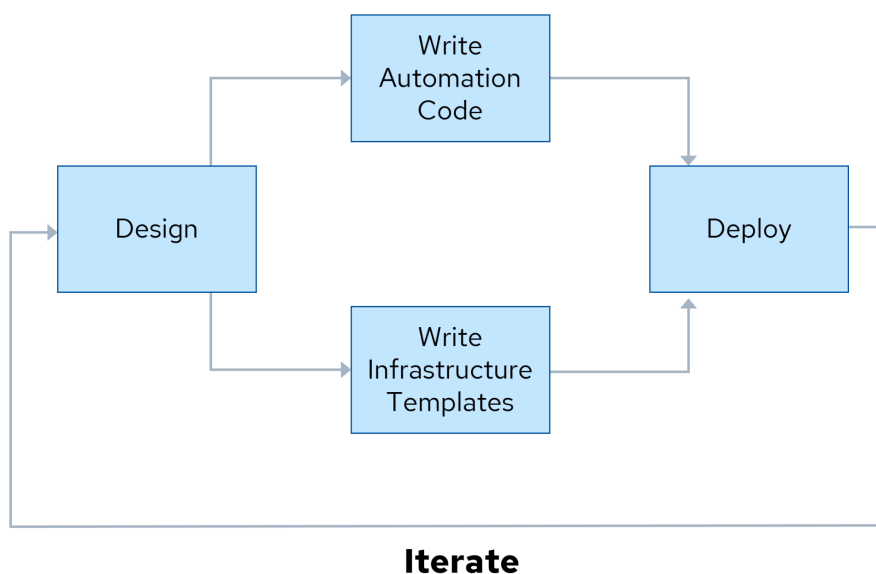 Write
Automation
Code
Design
Deploy
Write
Infrastructure
Templates
Iterate